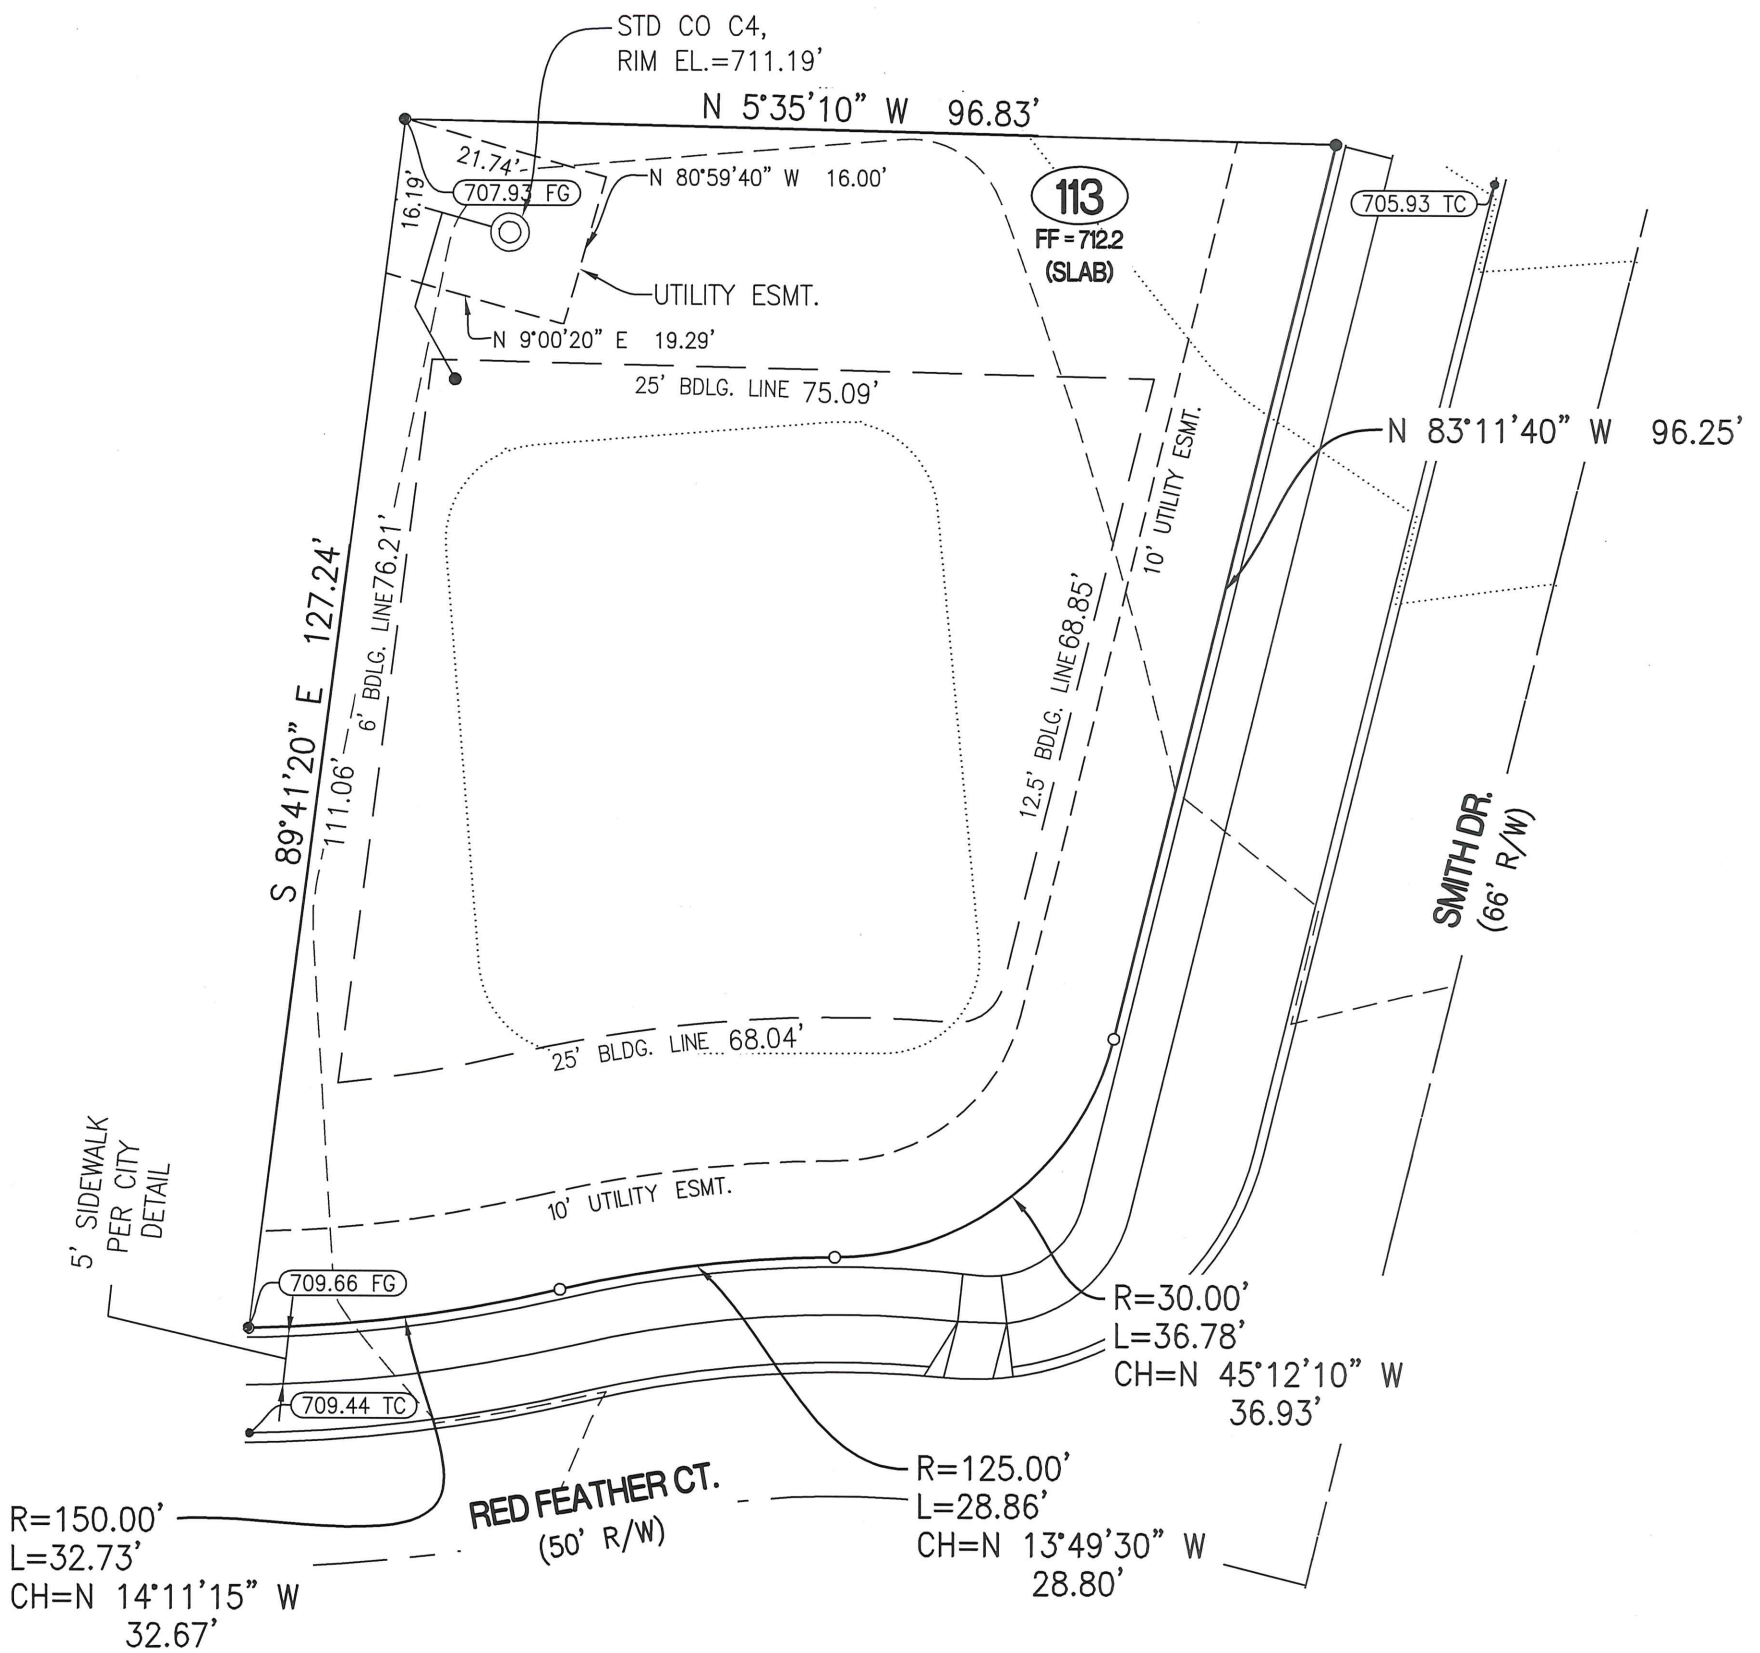 STD CO C4,
RIM EL.=711.19'
N 5°35'10" W 96.83'
21.74'
707.93 FG
16.19'
N 80°59'40" W 16.00'
UTILITY ESMT.
N 9°00'20" E 19.29'
113
FF = 712.2
(SLAB)
705.93 TC
25' BDLG. LINE 75.09'
N 83°11'40" W 96.25'
10' UTILITY ESMT.
S 89°41'20" E 127.24'
6' BDLG. LINE 76.21'
111.06'
12.5' BDLG. LINE 68.85'
SMITH DR.
(66' R/W)
25' BLDG. LINE 68.04'
10' UTILITY ESMT.
5' SIDEWALK
PER CITY
DETAIL
709.66 FG
709.44 TC
R=30.00'
L=36.78'
CH=N 45°12'10" W
36.93'
R=125.00'
L=28.86'
CH=N 13°49'30" W
28.80'
RED FEATHER CT.
(50' R/W)
R=150.00'
L=32.73'
CH=N 14°11'15" W
32.67'